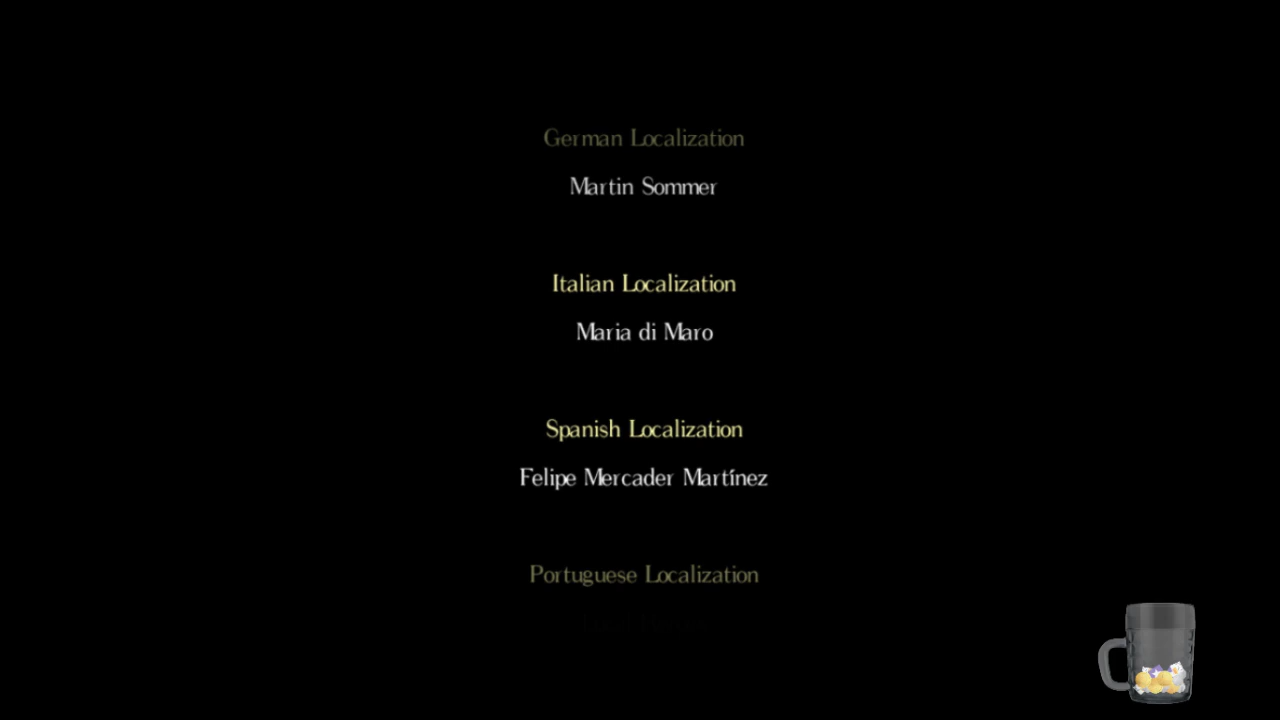 German Localization
Martin Sommer
Italian Localization
Maria di Maro
Spanish Localization
Felipe Mercader Martínez
Portuguese Localization